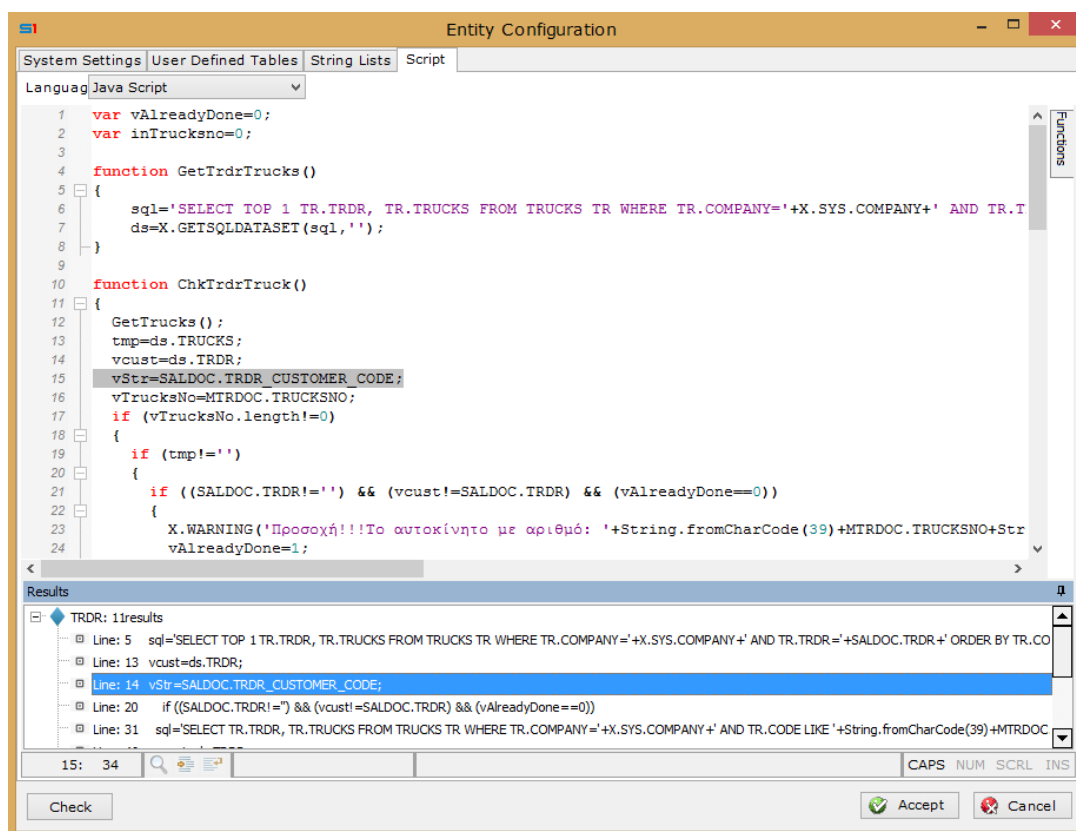 S1
Entity Configuration
System Settings User Defined Tables String Lists Script
Languag Java Script
1 var vAlreadyDone=0;
2 var inTrucksno=0;
3
4 function GetTrdrTrucks()
5 {
6 sql='SELECT TOP 1 TR.TRDR, TR.TRUCKS FROM TRUCKS TR WHERE TR.COMPANY='+X.SYS.COMPANY+' AND TR.T
7 ds=X.GETSQLDATASET(sql,'');
8 }
9
10 function ChkTrdrTruck()
11 {
12 GetTrucks();
13 tmp=ds.TRUCKS;
14 vcust=ds.TRDR;
15 vStr=SALDOC.TRDR_CUSTOMER_CODE;
16 vTrucksNo=MTRDOC.TRUCKSNO;
17 if (vTrucksNo.length!=0)
18 {
19 if (tmp!='')
20 {
21 if ((SALDOC.TRDR!='') && (vcust!=SALDOC.TRDR) && (vAlreadyDone==0))
22 {
23 X.WARNING('Προσοχή!!!Το αυτοκίνητο με αριθμό: '+String.fromCharCode(39)+MTRDOC.TRUCKSNO+Str
24 vAlreadyDone=1;
Functions
Results
TRDR: 11results
Line: 5 sql='SELECT TOP 1 TR.TRDR, TR.TRUCKS FROM TRUCKS TR WHERE TR.COMPANY='+X.SYS.COMPANY+' AND TR.TRDR='+SALDOC.TRDR+' ORDER BY TR.CO
Line: 13 vcust=ds.TRDR;
Line: 14 vStr=SALDOC.TRDR_CUSTOMER_CODE;
Line: 20 if ((SALDOC.TRDR!='') && (vcust!=SALDOC.TRDR) && (vAlreadyDone==0))
Line: 31 sql='SELECT TR.TRDR, TR.TRUCKS FROM TRUCKS TR WHERE TR.COMPANY='+X.SYS.COMPANY+' AND TR.CODE LIKE '+String.fromCharCode(39)+MTRDOC
15: 34 CAPS NUM SCRL INS
Check Accept Cancel